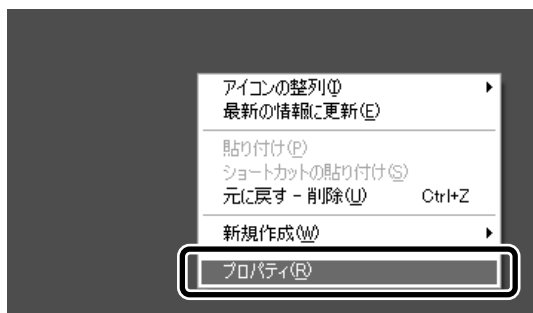 アイコンの整列(I)
最新の情報に更新(E)
貼り付け(P)
ショートカットの貼り付け(S)
元に戻す - 削除(U) Ctrl+Z
新規作成(W)
プロパティ(R)